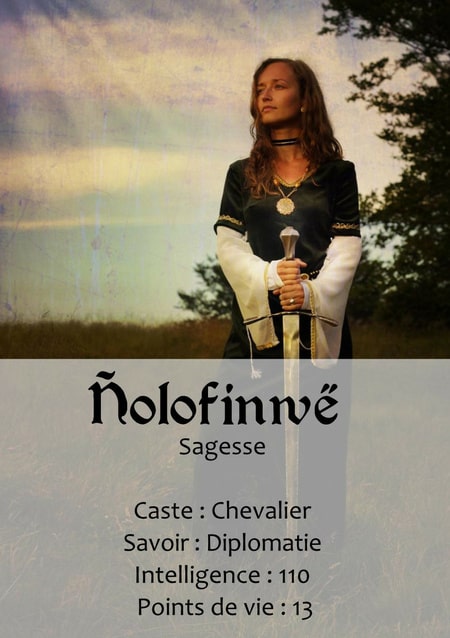 Ñolofinwë
Sagesse
Caste : Chevalier
Savoir : Diplomatie
Intelligence : 110
Points de vie : 13